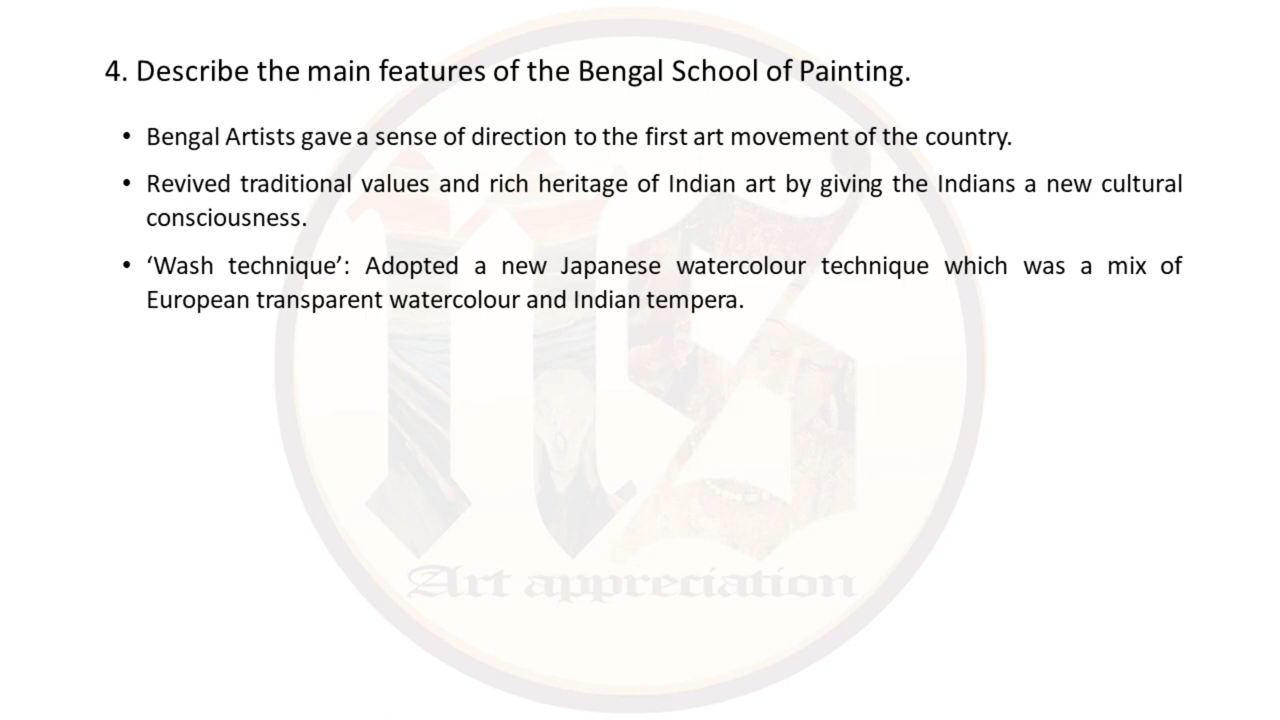 4. Describe the main features of the Bengal School of Painting.
• Bengal Artists gave a sense of direction to the first art movement of the country.
• Revived traditional values and rich heritage of Indian art by giving the Indians a new cultural
consciousness.
• ‘Wash technique’: Adopted a new Japanese watercolour technique which was a mix of
European transparent watercolour and Indian tempera.
ns
Art appreciation